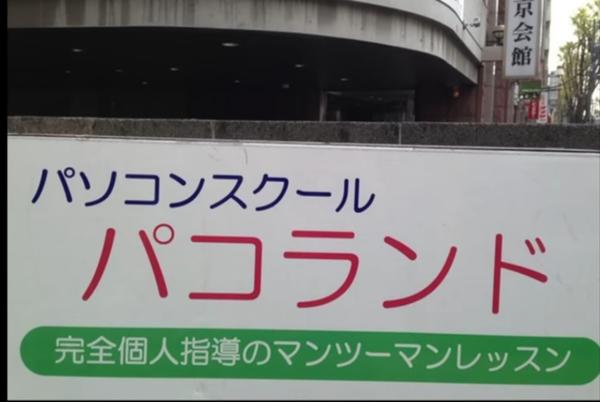 京会館
パソコンスクール
パコランド
完全個人指導のマンツーマンレッスン